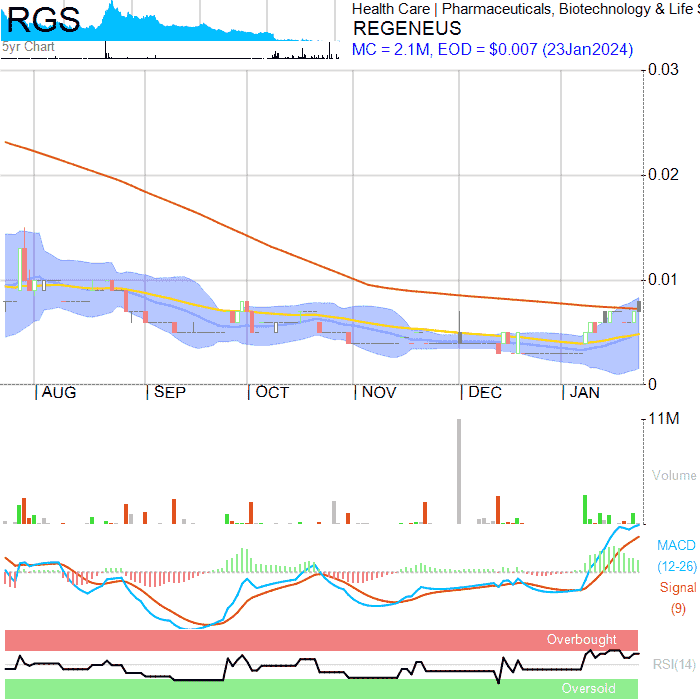 RGS
Health Care | Pharmaceuticals, Biotechnology & Life
REGENEUS
5yr Chart
MC = 2.1M, EOD = $0.007 (23Jan2024)
0.03
0.02
0.01
0
|AUG |SEP |OCT |NOV |DEC |JAN
11M
Volume
MACD
(12-26)
Signal
(9)
Overbought
RSI(14)
Oversold